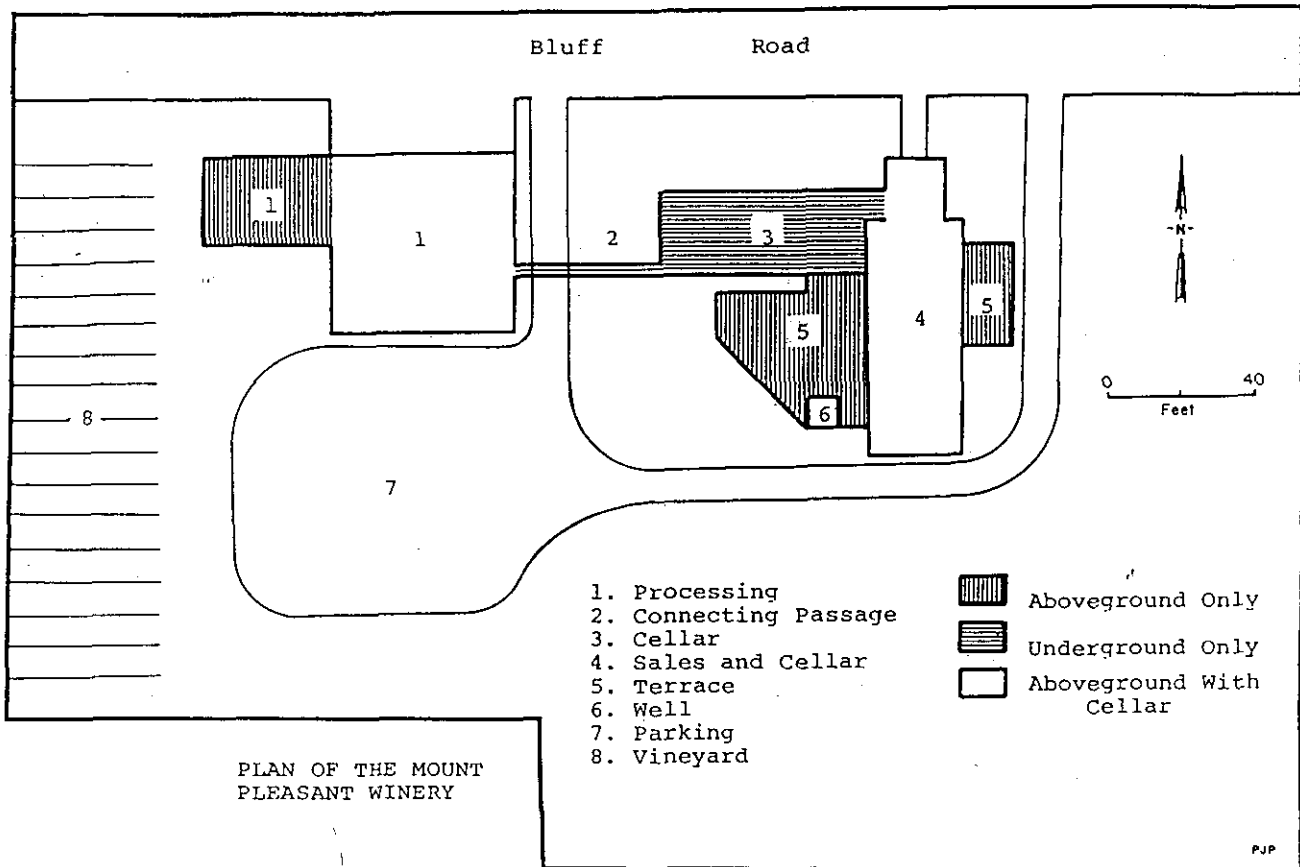 Bluff Road
1
1
2
3
-N-
4
5
5
0 40
Feet
6
8
7
1. Processing
2. Connecting Passage
3. Cellar
4. Sales and Cellar
5. Terrace
6. Well
7. Parking
8. Vineyard
Aboveground Only
Underground Only
Aboveground With
Cellar
PLAN OF THE MOUNT
PLEASANT WINERY
PJP